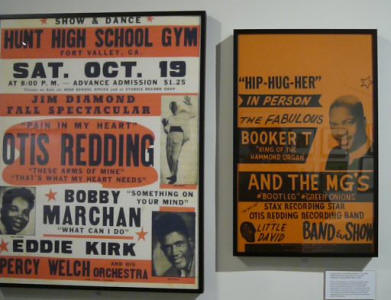 SHOW & DANCE
HUNT HIGH SCHOOL GYM
FORT VALLEY, GA.
SAT. OCT. 19
AT 8:00 P.M. — ADVANCE ADMISSION $1.25
JIM DIAMOND
FALL SPECTACULAR
"PAIN IN MY HEART"
OTIS REDDING
"THESE ARMS OF MINE"
"THAT'S WHAT MY HEART NEEDS"
BOBBY MARCHAN
"WHAT CAN I DO"
"SOMETHING ON YOUR MIND"
EDDIE KIRK
PERCY WELCH AND HIS ORCHESTRA
"HIP-HUG-HER"
IN PERSON
THE FABULOUS
BOOKER T
"KING OF THE
HAMMOND ORGAN"
AND THE MG'S
"BOOTLEG" "GREEN ONIONS"
STAX RECORDING STAR
OTIS REDDING RECORDING BAND
LITTLE DAVID BAND & SHOW